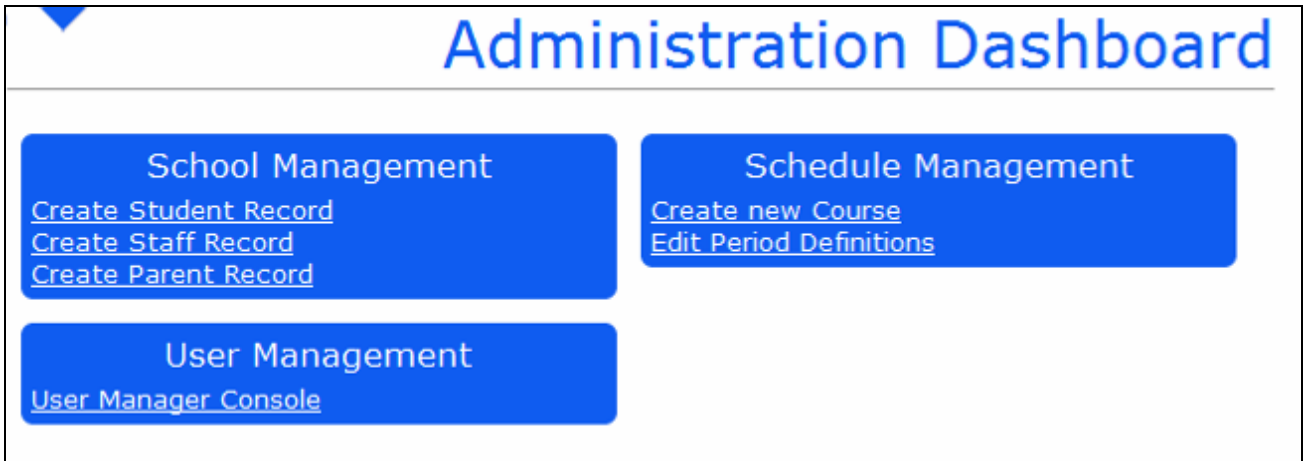 Administration Dashboard
School Management
Create Student Record
Create Staff Record
Create Parent Record
Schedule Management
Create new Course
Edit Period Definitions
User Management
User Manager Console